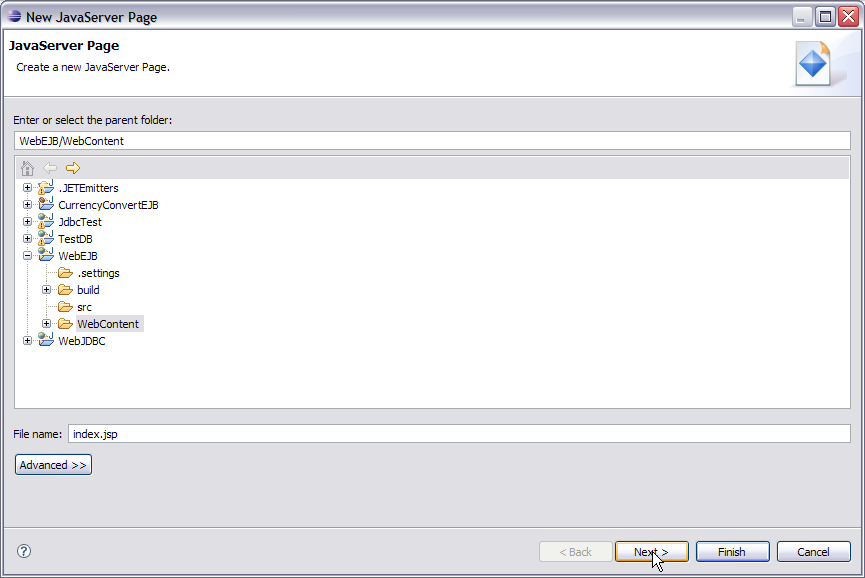 New JavaServer Page
JavaServer Page
Create a new JavaServer Page.
Enter or select the parent folder:
WebEJB/WebContent
.JETEmitters
CurrencyConvertEJB
JdbcTest
TestDB
WebEJB
.settings
build
src
WebContent
WebJDBC
File name: index.jsp
Advanced >>
? < Back Next > Finish Cancel